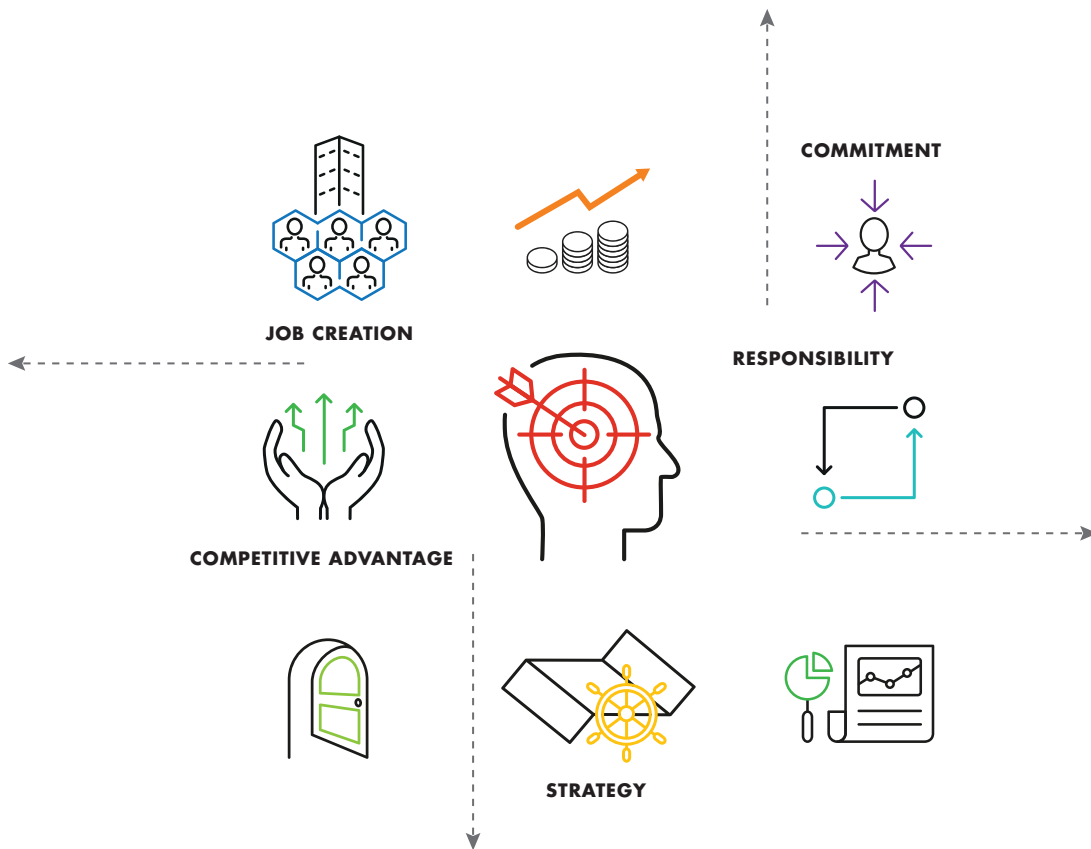 COMMITMENT
JOB CREATION
RESPONSIBILITY
COMPETITIVE ADVANTAGE
STRATEGY